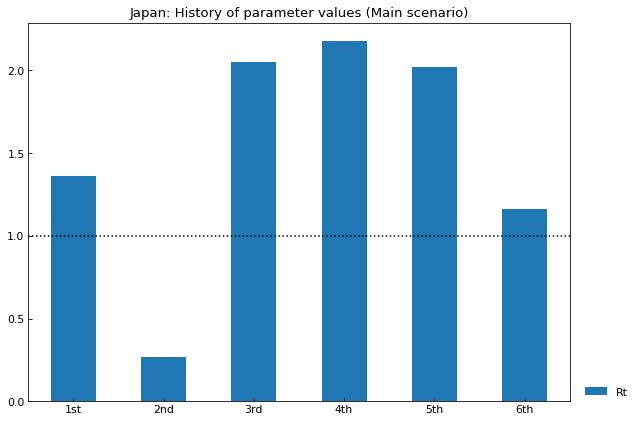 Japan: History of parameter values (Main scenario)
2.0
1.5
1.0
0.5
0.0
1st 2nd 3rd 4th 5th 6th
Rt